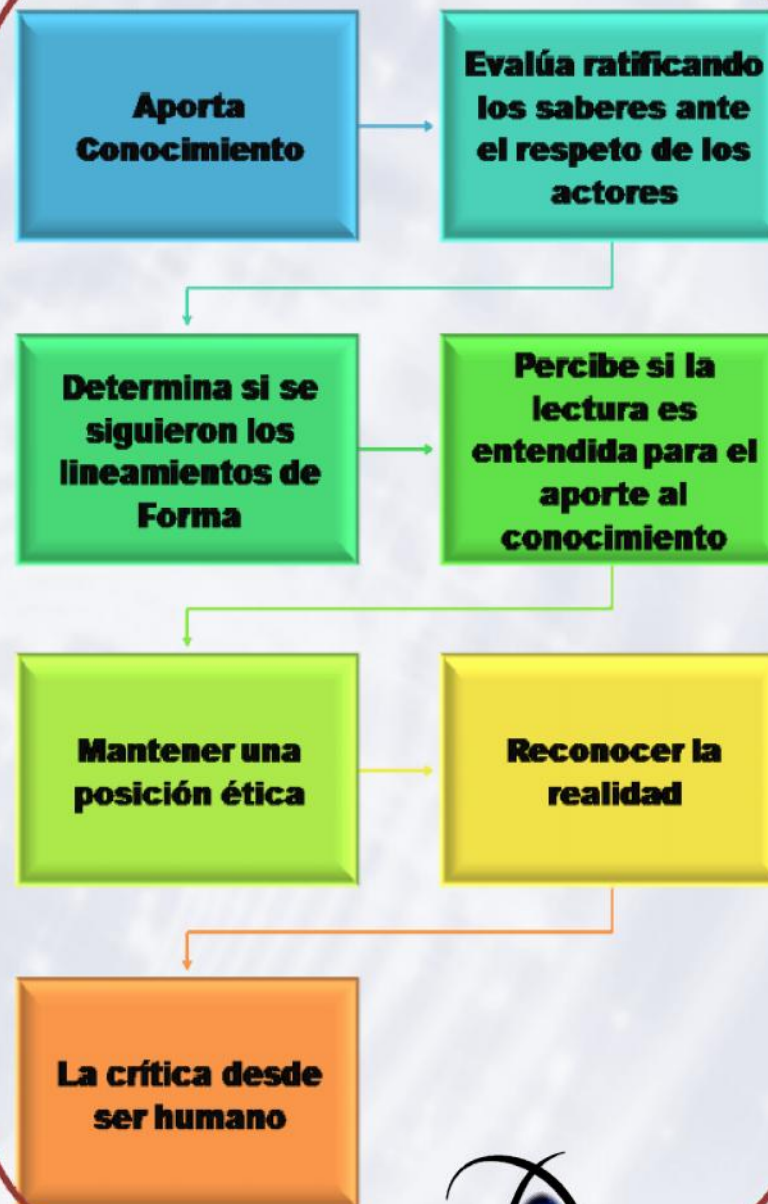 Aporta
Conocimiento
Evalúa ratificando
los saberes ante
el respeto de los
actores
Determina si se
siguieron los
lineamientos de
Forma
Percibe si la
lectura es
entendida para el
aporte al
conocimiento
Mantener una
posición ética
Reconocer la
realidad
La crítica desde
ser humano